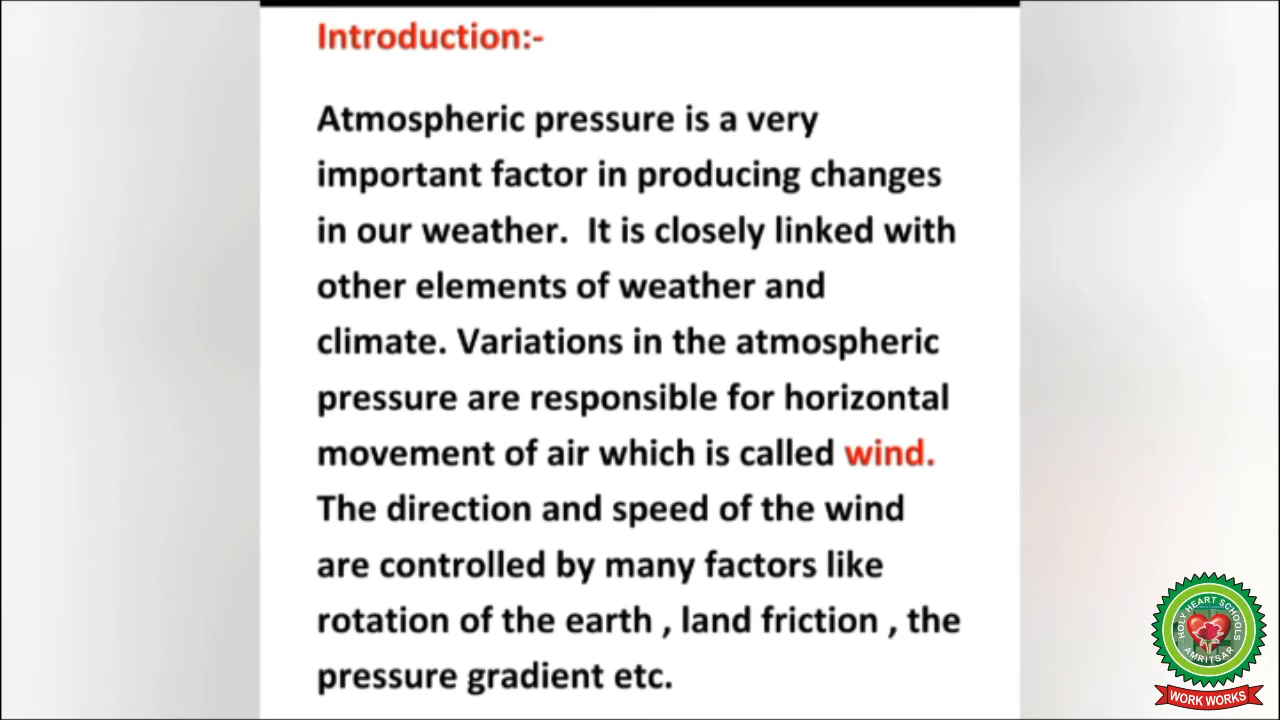 Introduction:-
Atmospheric pressure is a very
important factor in producing changes
in our weather.  It is closely linked with
other elements of weather and
climate. Variations in the atmospheric
pressure are responsible for horizontal
movement of air which is called wind.
The direction and speed of the wind
are controlled by many factors like
rotation of the earth , land friction , the
pressure gradient etc.
HOLY HEART SCHOOLS
AMRITSAR
WORK WORKS